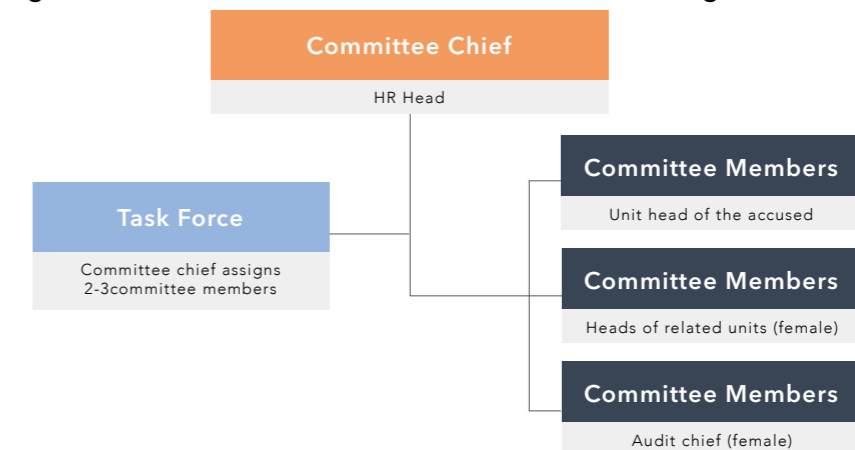 Committee Chief
HR Head
Committee Members
Unit head of the accused
Task Force
Committee chief assigns
2-3committee members
Committee Members
Heads of related units (female)
Committee Members
Audit chief (female)